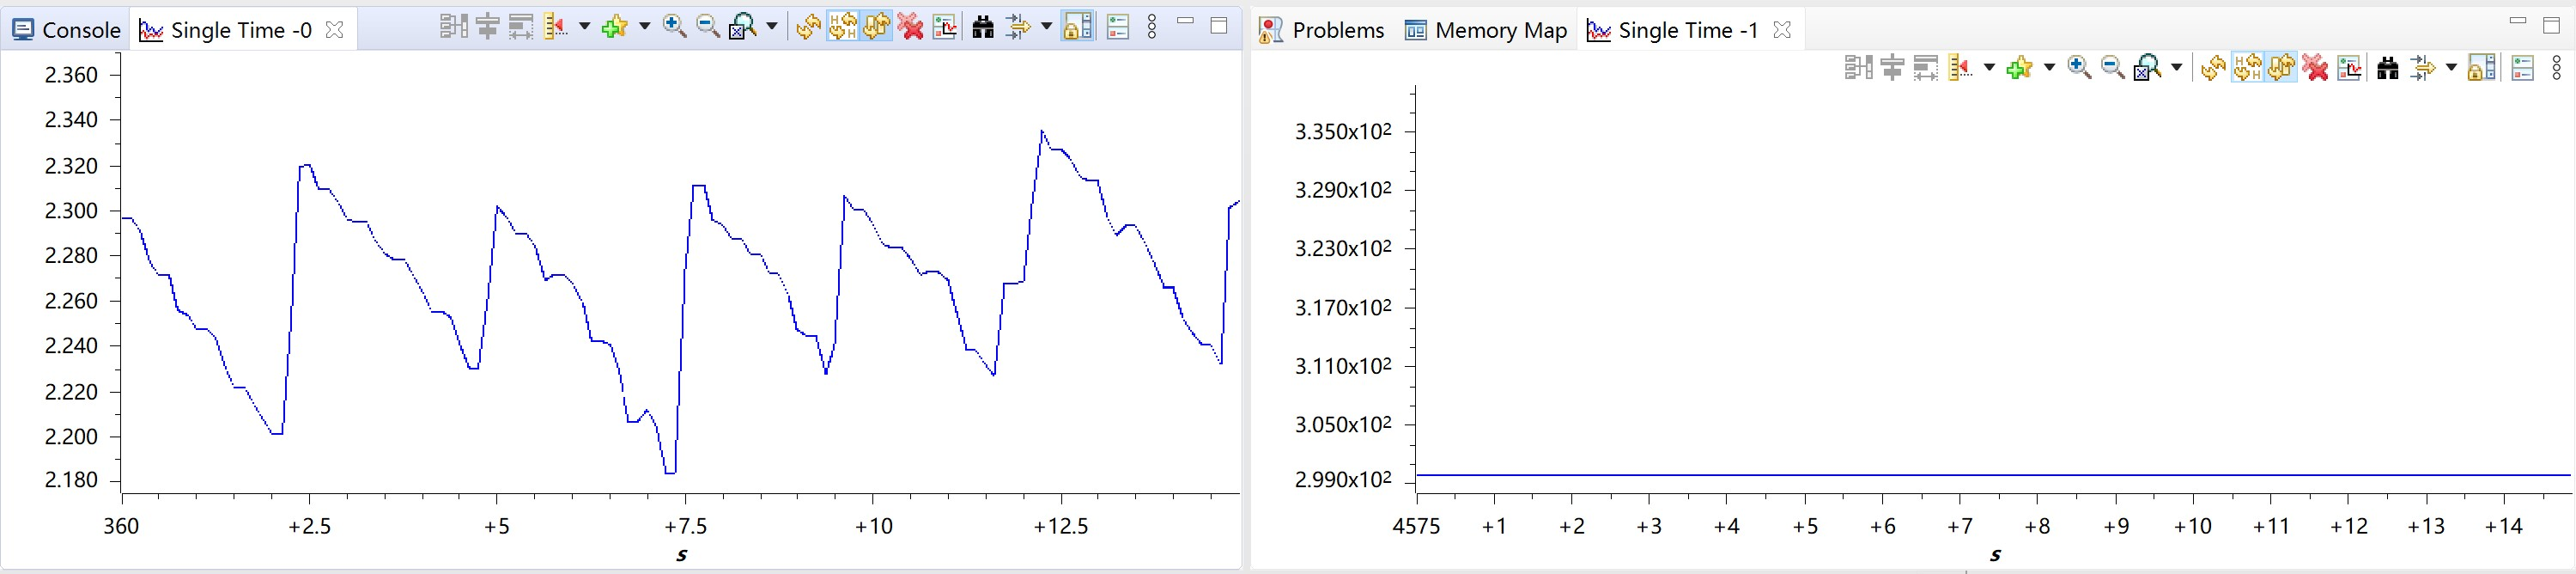 Console Single Time -0
2.360
2.340
2.320
2.300
2.280
2.260
2.240
2.220
2.200
2.180
360 +2.5 +5 +7.5 +10 +12.5
s
Problems Memory Map Single Time -1
3.350x10²
3.290x10²
3.230x10²
3.170x10²
3.110x10²
3.050x10²
2.990x10²
4575 +1 +2 +3 +4 +5 +6 +7 +8 +9 +10 +11 +12 +13 +14
s